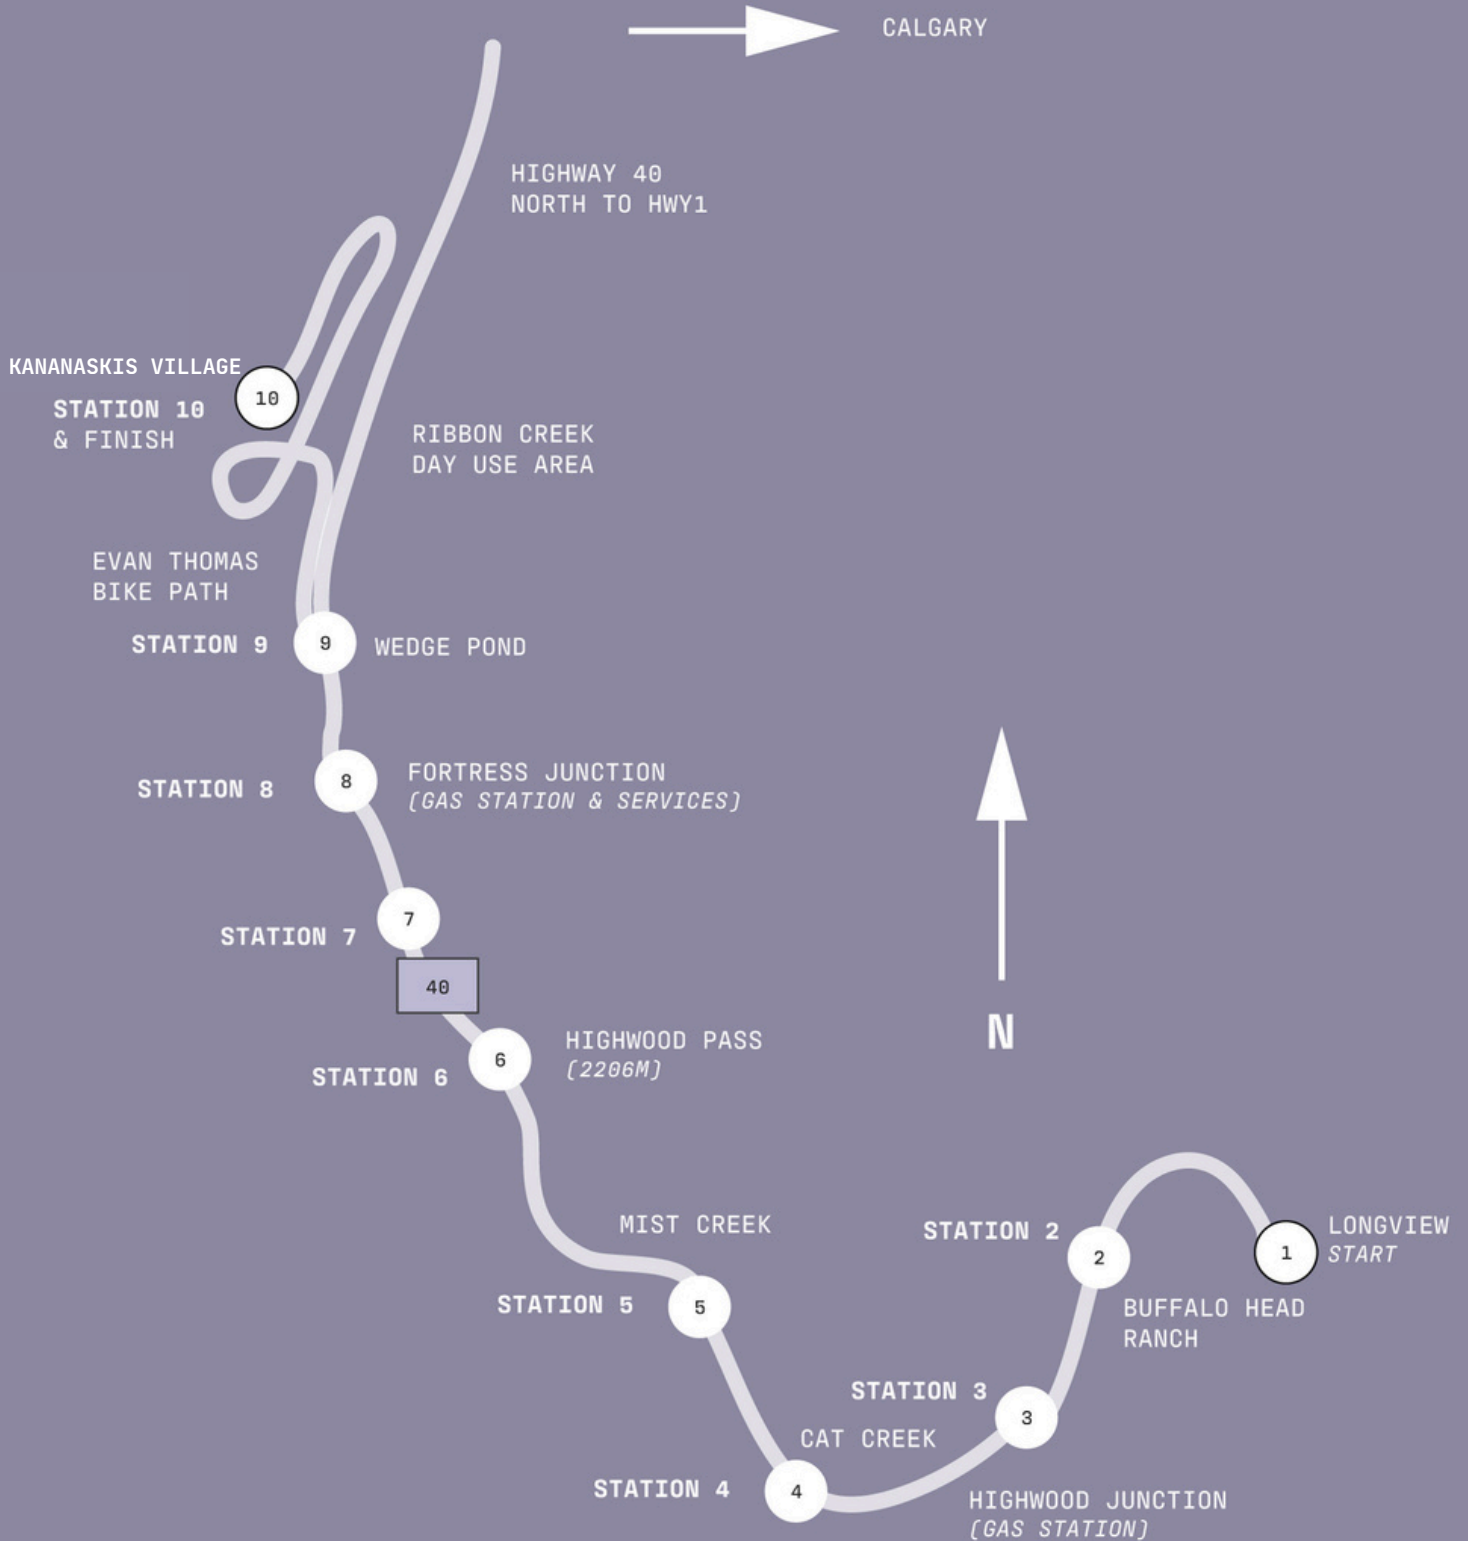 CALGARY
HIGHWAY 40
NORTH TO HWY1
KANANASKIS VILLAGE
10
STATION 10
& FINISH
RIBBON CREEK
DAY USE AREA
EVAN THOMAS
BIKE PATH
STATION 9
9
WEDGE POND
STATION 8
8
FORTRESS JUNCTION
(GAS STATION & SERVICES)
STATION 7
7
40
N
STATION 6
6
HIGHWOOD PASS
(2206M)
MIST CREEK
STATION 5
5
STATION 2
2
1
LONGVIEW
START
BUFFALO HEAD
RANCH
STATION 3
3
CAT CREEK
STATION 4
4
HIGHWOOD JUNCTION
(GAS STATION)